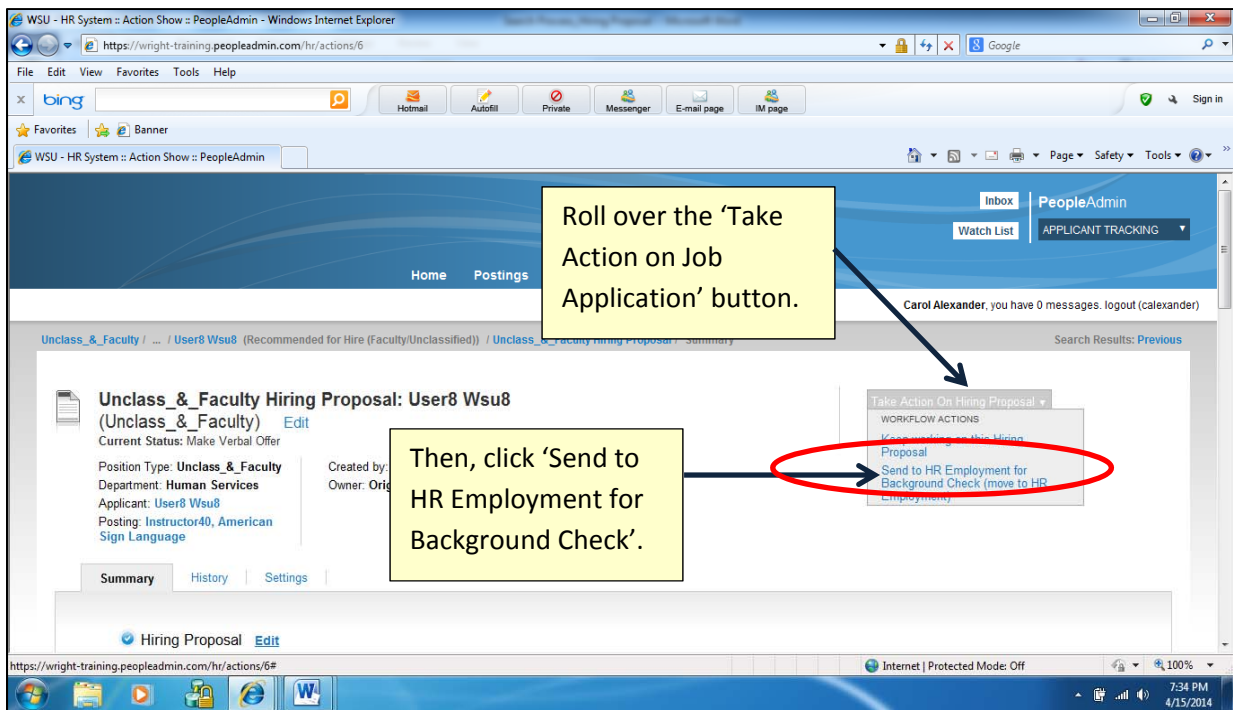 WSU - HR System :: Action Show :: PeopleAdmin - Windows Internet Explorer
https://wright-training.peopleadmin.com/hr/actions/6
Google
File Edit View Favorites Tools Help
x bing Hotmail Autofill Private Messenger E-mail page IM page Sign in
Favorites Banner
WSU - HR System :: Action Show :: PeopleAdmin Page Safety Tools
Inbox PeopleAdmin
Watch List APPLICANT TRACKING
Home Postings
Roll over the ‘Take
Action on Job
Application’ button.
Carol Alexander, you have 0 messages. logout (calexander)
Unclass_&_Faculty / ... / User8 Wsu8 (Recommended for Hire (Faculty/Unclassified)) / Unclass_&_Faculty Hiring Proposal / Summary
Search Results: Previous
Unclass_&_Faculty Hiring Proposal: User8 Wsu8
(Unclass_&_Faculty) Edit
Current Status: Make Verbal Offer
Position Type: Unclass_&_Faculty
Department: Human Services
Applicant: User8 Wsu8
Posting: Instructor40, American
Sign Language
Created by:
Owner:
Then, click ‘Send to
HR Employment for
Background Check’.
Take Action On Hiring Proposal
WORKFLOW ACTIONS
Keep working on this Hiring
Proposal
Send to HR Employment for
Background Check (move to HR
Employment)
Summary History Settings
Hiring Proposal Edit
https://wright-training.peopleadmin.com/hr/actions/6#
Internet | Protected Mode: Off
100%
7:34 PM
4/15/2014